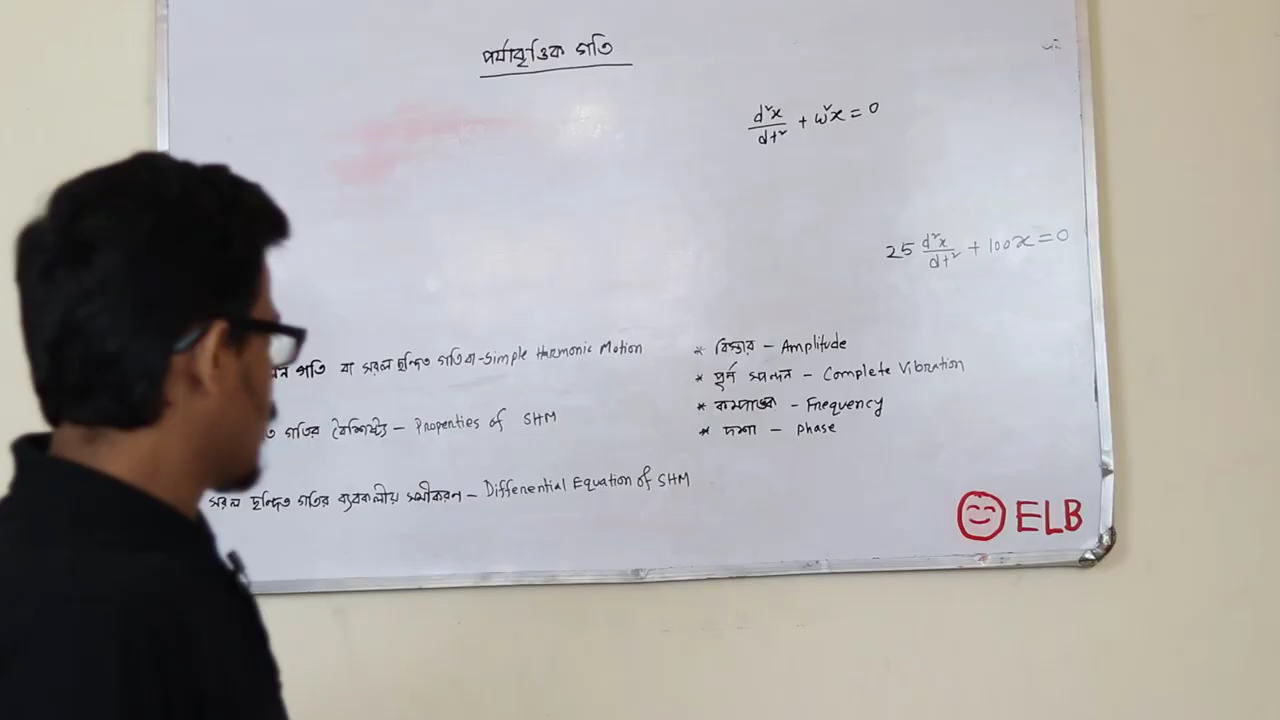 পর্যাবৃত্তিক গতি
d²x/dt² + ω²x = 0
25 d²x/dt² + 100x = 0
গতি বা সরল ছন্দিত গতি বা - Simple Harmonic Motion
গতির বৈশিষ্ট্য - Properties of SHM
সরল ছন্দিত গতির ব্যবকলীয় সমীকরণ - Differential Equation of SHM
* বিস্তার - Amplitude
* পূর্ণ স্পন্দন - Complete Vibration
* কম্পাঙ্ক - Frequency
* দশা - phase
ELB